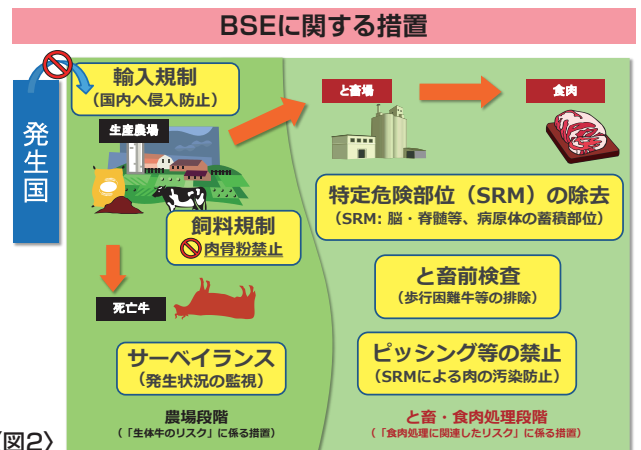 BSEに関する措置
発生国
輸入規制
（国内へ侵入防止）
生産農場
飼料規制
肉骨粉禁止
死亡牛
サーベイランス
（発生状況の監視）
農場段階
（「生体牛のリスク」に係る措置）
と畜場
食肉
特定危険部位（SRM）の除去
（SRM: 脳・脊髄等、病原体の蓄積部位）
と畜前検査
（歩行困難牛等の排除）
ピッシング等の禁止
（SRMによる肉の汚染防止）
と畜・食肉処理段階
（「食肉処理に関連したリスク」に係る措置）
図2〉